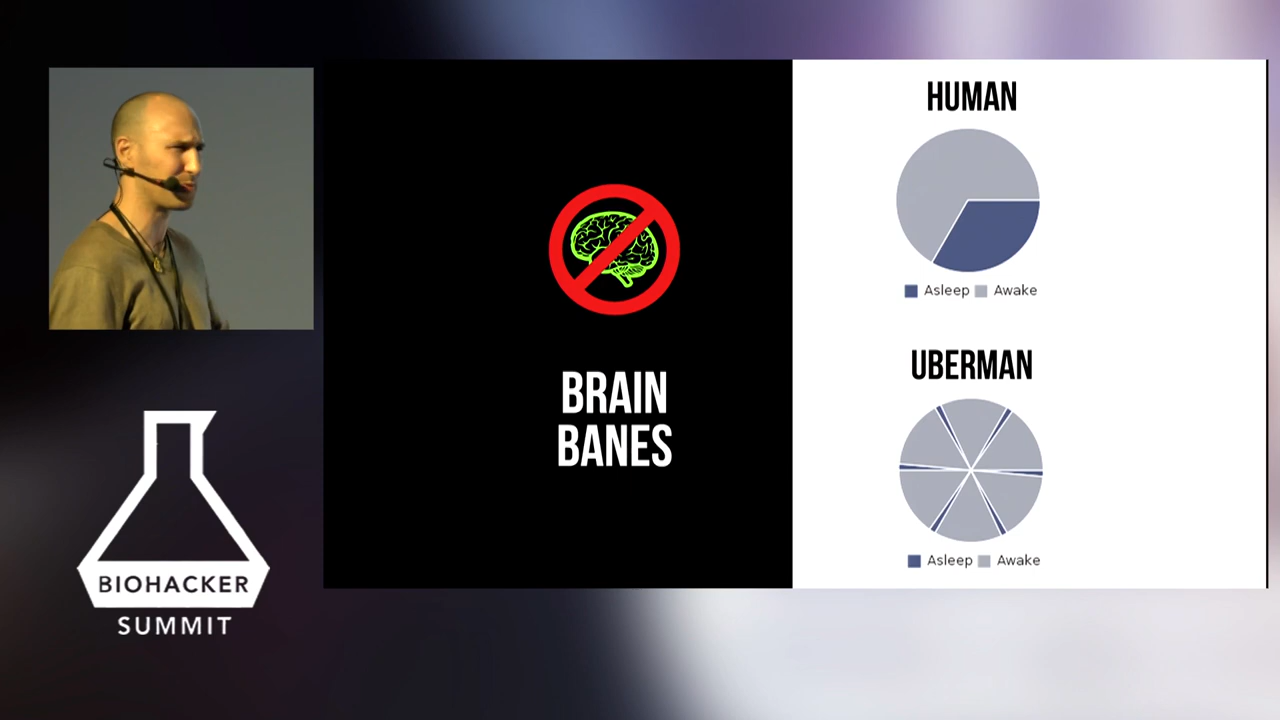 BIOHACKER
SUMMIT
BRAIN
BANES
HUMAN
Asleep Awake
UBERMAN
Asleep Awake